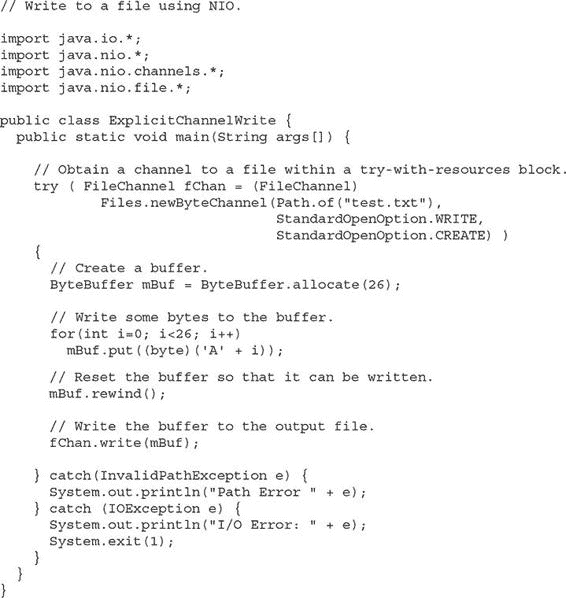 // Write to a file using NIO.

import java.io.*;
import java.nio.*;
import java.nio.channels.*;
import java.nio.file.*;

public class ExplicitChannelWrite {
  public static void main(String args[]) {

    // Obtain a channel to a file within a try-with-resources block.
    try ( FileChannel fChan = (FileChannel)
            Files.newByteChannel(Path.of("test.txt"),
                                 StandardOpenOption.WRITE,
                                 StandardOpenOption.CREATE) )
    {
      // Create a buffer.
      ByteBuffer mBuf = ByteBuffer.allocate(26);

      // Write some bytes to the buffer.
      for(int i=0; i<26; i++)
        mBuf.put((byte)('A' + i));

      // Reset the buffer so that it can be written.
      mBuf.rewind();

      // Write the buffer to the output file.
      fChan.write(mBuf);

    } catch(InvalidPathException e) {
      System.out.println("Path Error " + e);
    } catch (IOException e) {
      System.out.println("I/O Error: " + e);
      System.exit(1);
    }
  }
}